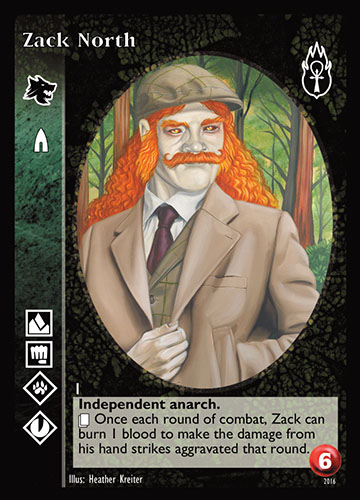 Zack North
1
Independent anarch.
Once each round of combat, Zack can
burn 1 blood to make the damage from
his hand strikes aggravated that round.
6
Illus: Heather Kreiter
2016